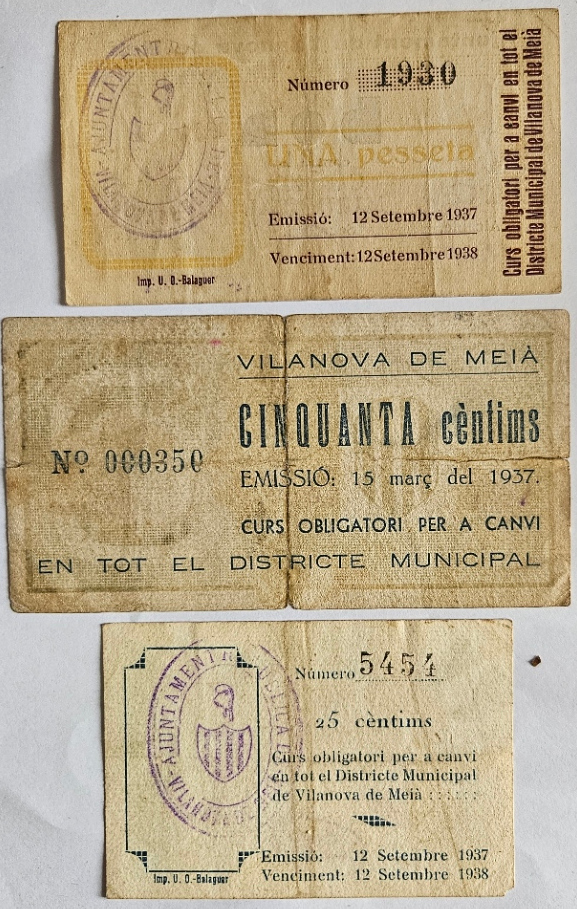 Número 1930
UNA pesseta
Emissió: 12 Setembre 1937
Venciment: 12 Setembre 1938
Imp. U. O.-Balaguer
Curs obligatori per a canvi en tot el
Districte Municipal de Vilanova de Meià
AJUNTAMENT
VILANOVA DE MEIÀ
CINQUANTA cèntims
Nº 000350
EMISSIÓ: 15 març del 1937.
CURS OBLIGATORI PER A CANVI
EN TOT EL DISTRICTE MUNICIPAL
Número 5454
25 cèntims
Curs obligatori per a canvi
en tot el Districte Municipal
de Vilanova de Meià : : : : : :
Emissió: 12 Setembre 1937
Venciment: 12 Setembre 1938
Imp. U. O.-Balaguer
AJUNTAMENT